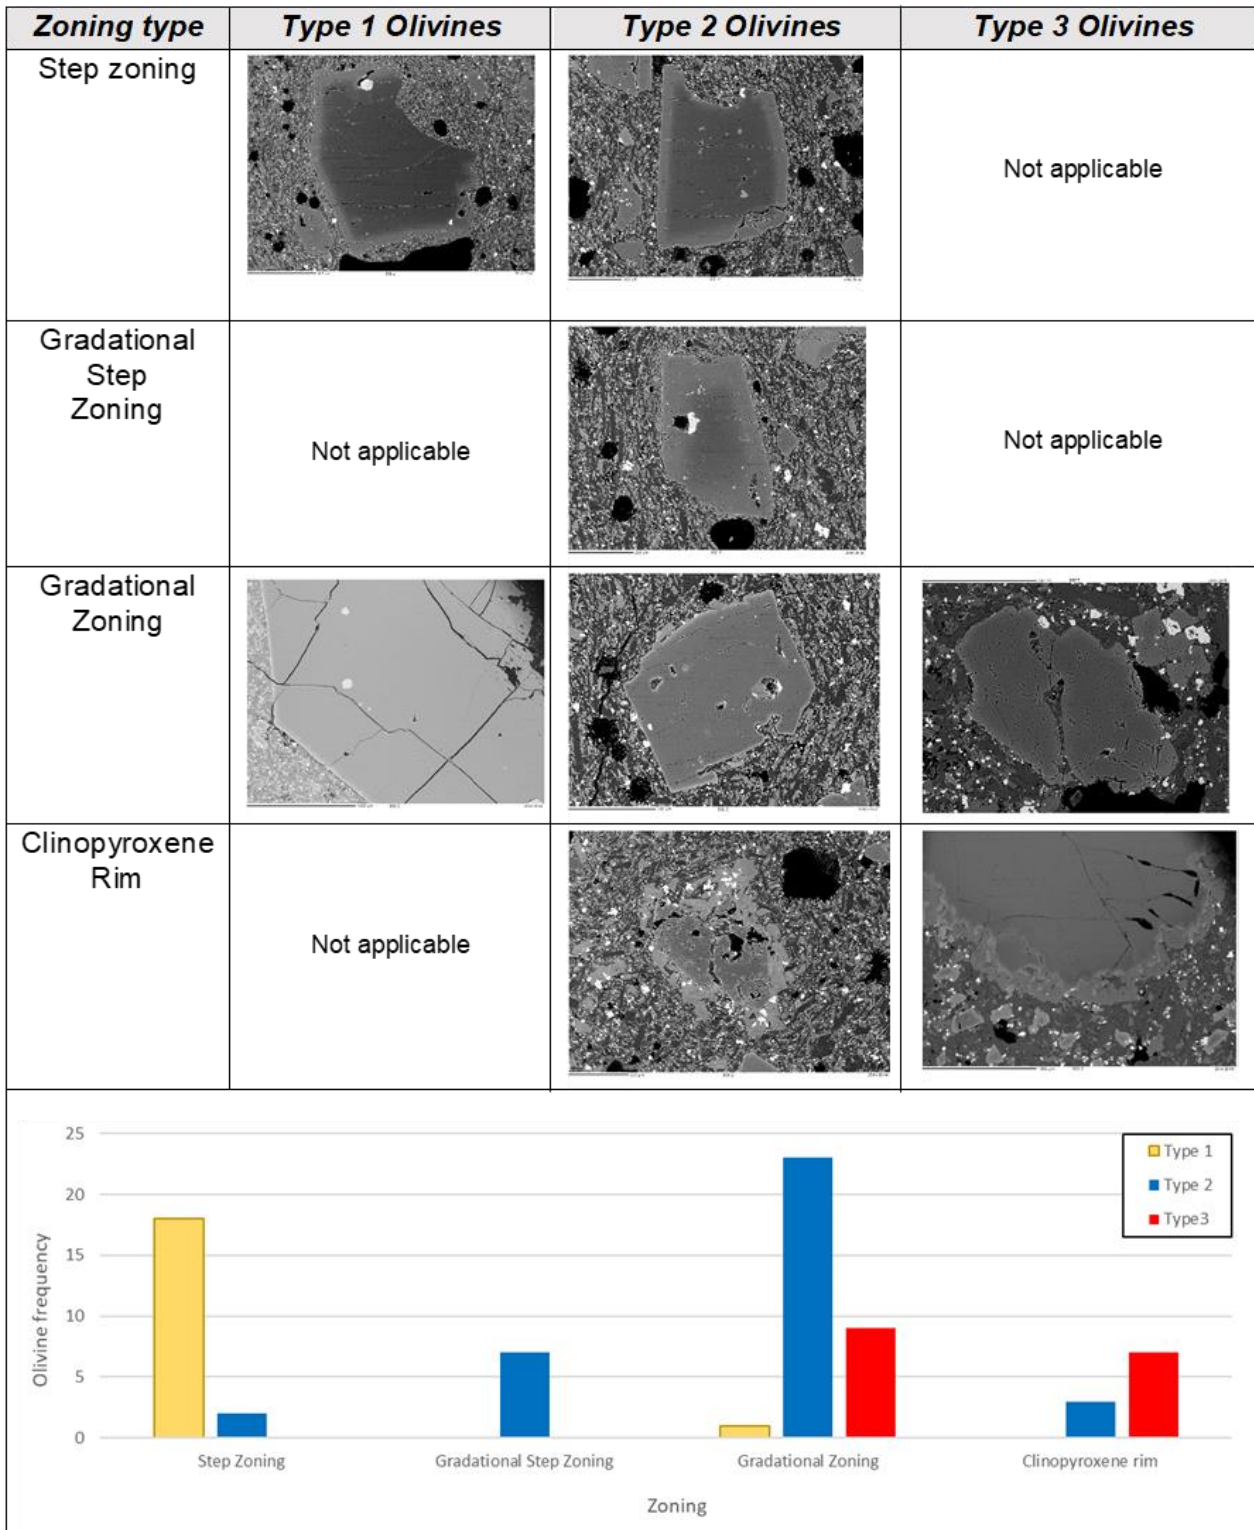 Zoning type
Type 1 Olivines
Type 2 Olivines
Type 3 Olivines
Step zoning
Not applicable
Gradational
Step
Zoning
Not applicable
Not applicable
Gradational
Zoning
Clinopyroxene
Rim
Not applicable
25
20
15
10
5
0
Olivine frequency
Type 1
Type 2
Type3
Step Zoning
Gradational Step Zoning
Gradational Zoning
Clinopyroxene rim
Zoning